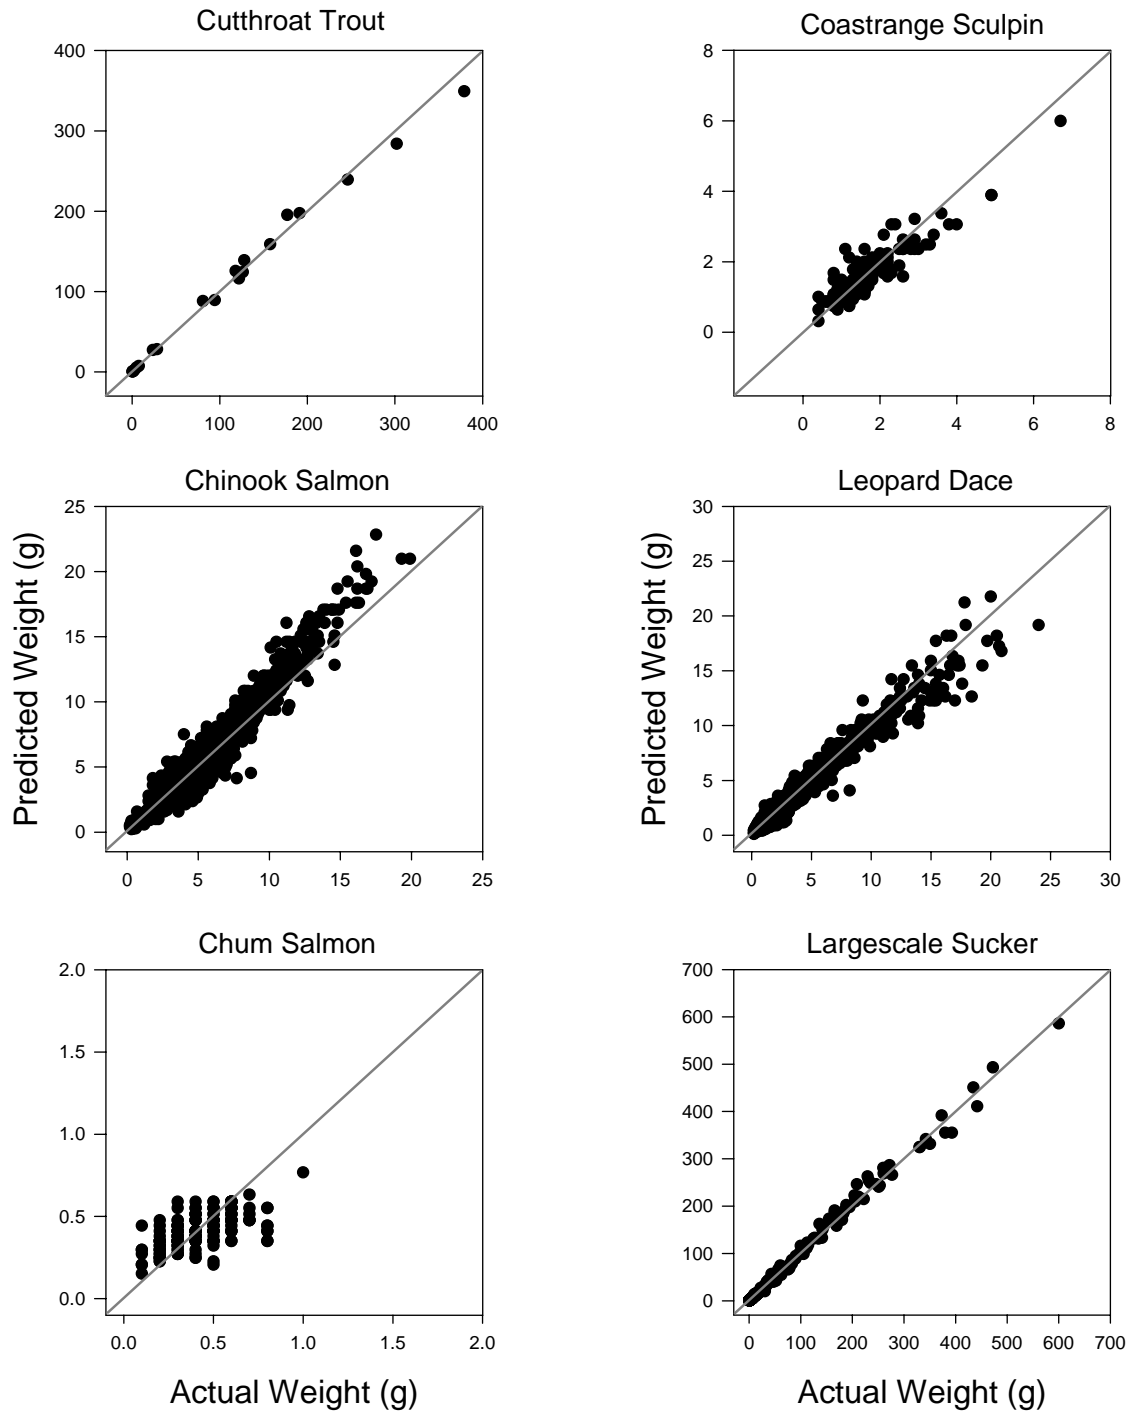 Cutthroat Trout
400
300
200
100
0
0 100 200 300 400
Coastrange Sculpin
8
6
4
2
0
0 2 4 6 8
Chinook Salmon
25
20
15
10
5
0
0 5 10 15 20 25
Predicted Weight (g)
Leopard Dace
30
25
20
15
10
5
0
0 5 10 15 20 25 30
Predicted Weight (g)
Chum Salmon
2.0
1.5
1.0
0.5
0.0
0.0 0.5 1.0 1.5 2.0
Actual Weight (g)
Largescale Sucker
700
600
500
400
300
200
100
0
0 100 200 300 400 500 600 700
Actual Weight (g)